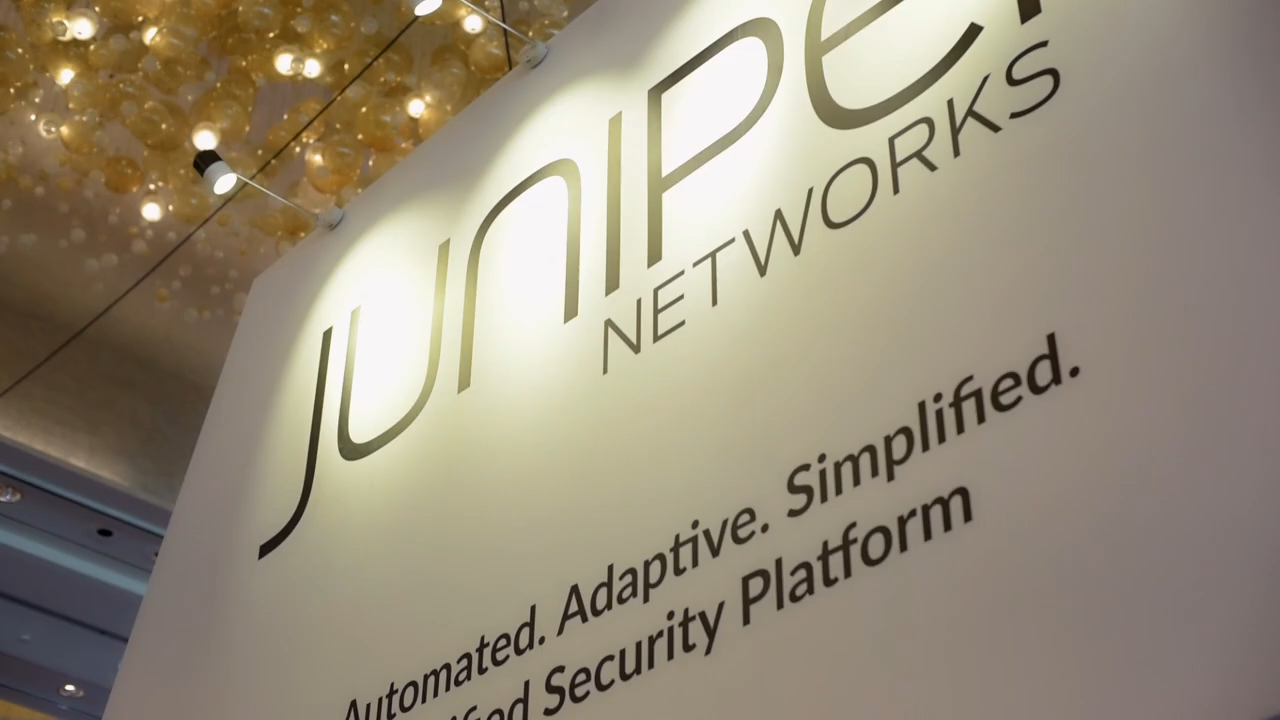 JUNIPE
NETWORKS
Automated. Adaptive. Simplified.
Security Platform